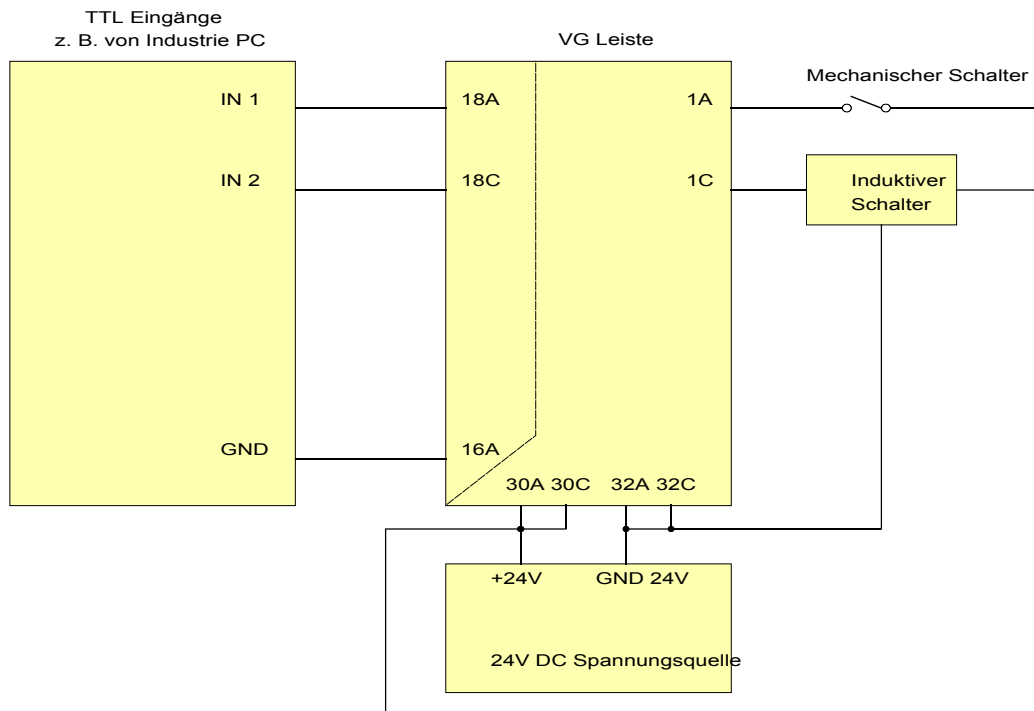 TTL Eingänge
z. B. von Industrie PC
VG Leiste
Mechanischer Schalter
IN 1
18A
1A
IN 2
18C
1C
Induktiver
Schalter
GND
16A
30A 30C 32A 32C
+24V GND 24V
24V DC Spannungsquelle